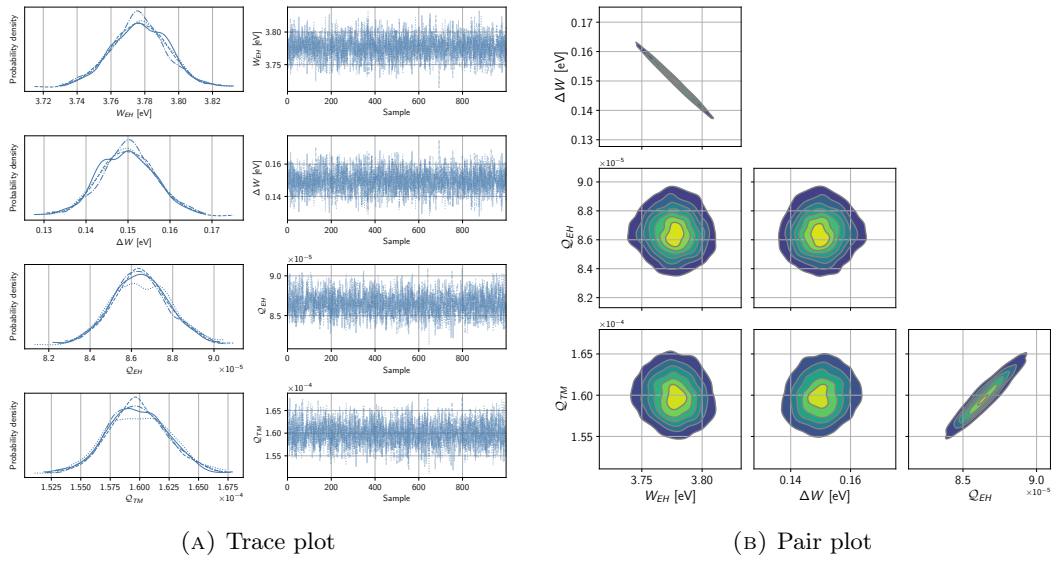 Probability density
3.72 3.74 3.76 3.78 3.80 3.82
W_EH [eV]
W_EH [eV]
3.80
3.75
0 200 400 600 800
Sample
Probability density
0.13 0.14 0.15 0.16 0.17
ΔW [eV]
ΔW [eV]
0.16
0.14
0 200 400 600 800
Sample
Probability density
8.2 8.4 8.6 8.8 9.0
×10⁻⁵
Q_EH
×10⁻⁵
Q_EH
9.0
8.5
0 200 400 600 800
Sample
Probability density
1.525 1.550 1.575 1.600 1.625 1.650 1.675
×10⁻⁴
Q_TM
×10⁻⁴
Q_TM
1.65
1.60
1.55
0 200 400 600 800
Sample
(A) Trace plot
ΔW [eV]
0.17
0.16
0.15
0.14
0.13
×10⁻⁵
Q_EH
9.0
8.8
8.6
8.4
8.2
×10⁻⁴
Q_TM
1.65
1.60
1.55
3.75 3.80
W_EH [eV]
0.14 0.16
ΔW [eV]
8.5 9.0
×10⁻⁵
Q_EH
(B) Pair plot